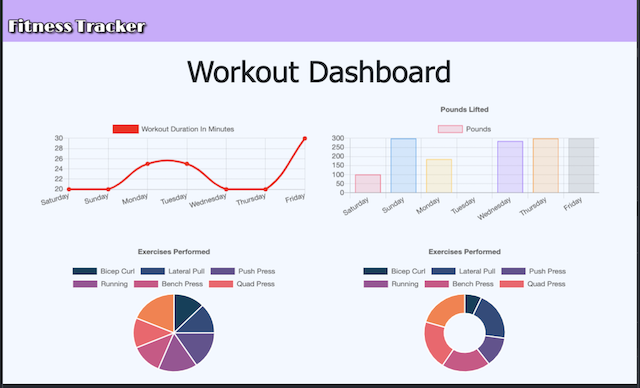 Fitness Tracker
Workout Dashboard
Workout Duration In Minutes
30
28
26
24
22
20
Saturday Sunday Monday Tuesday Wednesday Thursday Friday
Pounds Lifted
Pounds
300
250
200
150
100
50
0
Saturday Sunday Monday Tuesday Wednesday Thursday Friday
Exercises Performed
Bicep Curl Lateral Pull Push Press
Running Bench Press Quad Press
Exercises Performed
Bicep Curl Lateral Pull Push Press
Running Bench Press Quad Press